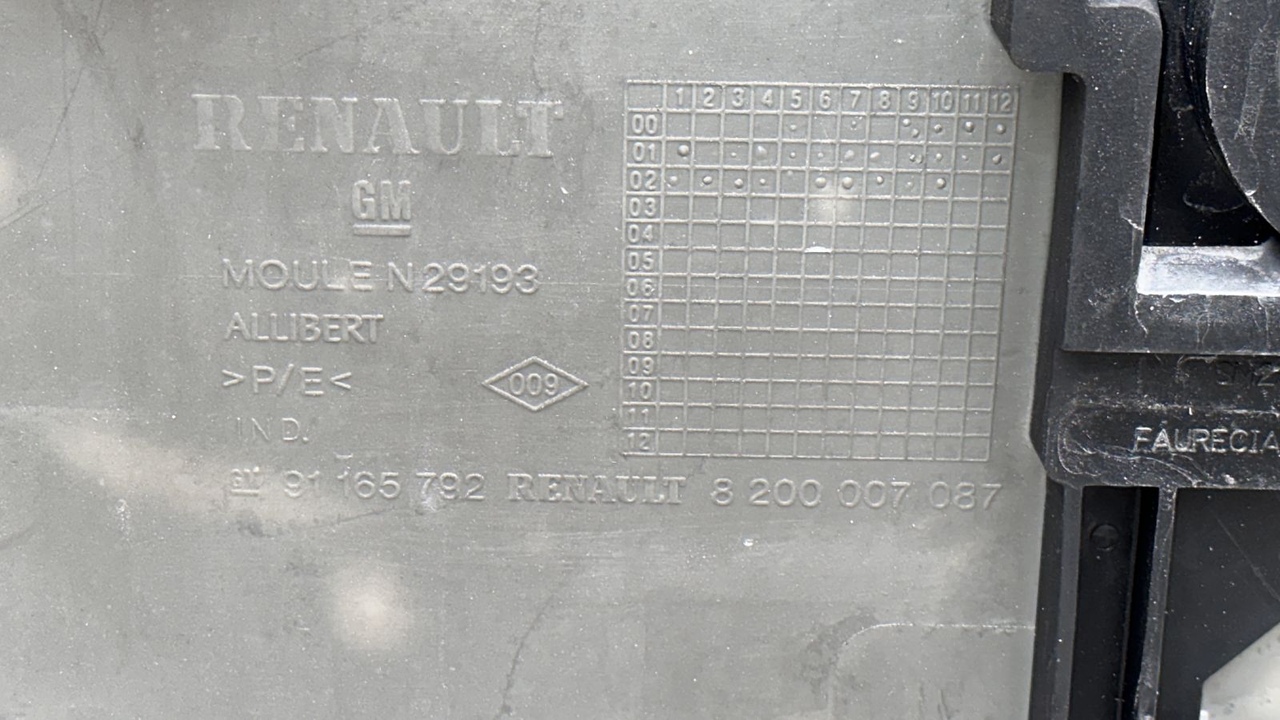 RENAULT
GM
MOULE N 29193
ALLIBERT
>P/E<
009
IND.
GM 91 165 792 RENAULT 8 200 007 087
1 2 3 4 5 6 7 8 9 10 11 12
00
01
02
03
04
05
06
07
08
09
10
11
12
FAURECIA